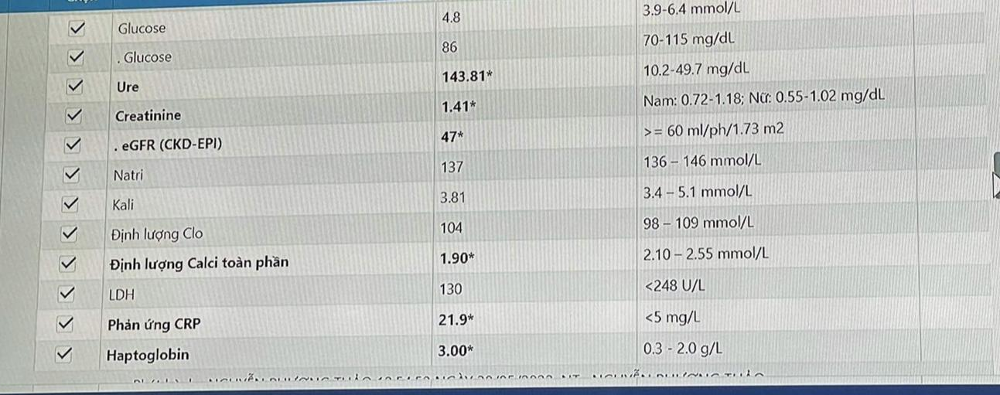 Glucose 4.8 3.9-6.4 mmol/L
. Glucose 86 70-115 mg/dL
Ure 143.81* 10.2-49.7 mg/dL
Creatinine 1.41* Nam: 0.72-1.18; Nữ: 0.55-1.02 mg/dL
. eGFR (CKD-EPI) 47* >= 60 ml/ph/1.73 m2
Natri 137 136 – 146 mmol/L
Kali 3.81 3.4 – 5.1 mmol/L
Định lượng Clo 104 98 – 109 mmol/L
Định lượng Calci toàn phần 1.90* 2.10 – 2.55 mmol/L
LDH 130 <248 U/L
Phản ứng CRP 21.9* <5 mg/L
Haptoglobin 3.00* 0.3 - 2.0 g/L